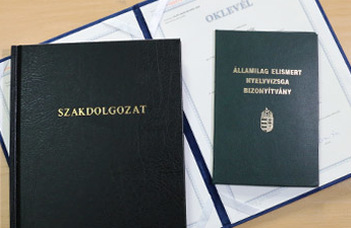 OKLEVÉL
SZAKDOLGOZAT
ÁLLAMILAG ELISMERT
NYELVVIZSGA
BIZONYÍTVÁNY